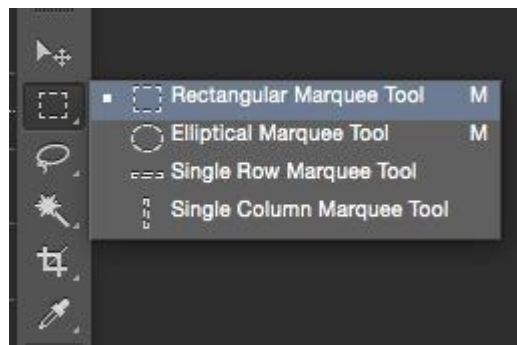 Rectangular Marquee Tool M
Elliptical Marquee Tool M
Single Row Marquee Tool
Single Column Marquee Tool